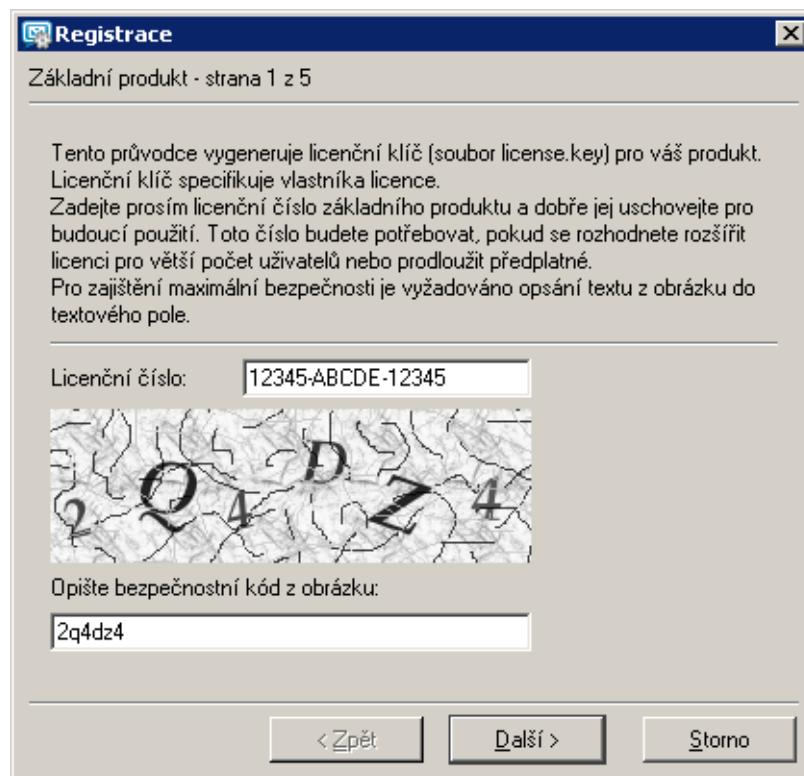 Registrace
Základní produkt - strana 1 z 5
Tento průvodce vygeneruje licenční klíč (soubor license.key) pro váš produkt.
Licenční klíč specifikuje vlastníka licence.
Zadejte prosím licenční číslo základního produktu a dobře jej uschovejte pro
budoucí použití. Toto číslo budete potřebovat, pokud se rozhodnete rozšířit
licenci pro větší počet uživatelů nebo prodloužit předplatné.
Pro zajištění maximální bezpečnosti je vyžadováno opsání textu z obrázku do
textového pole.
Licenční číslo: 12345-ABCDE-12345
2Q4DZ4
Opište bezpečnostní kód z obrázku:
2q4dz4
< Zpět Další > Storno